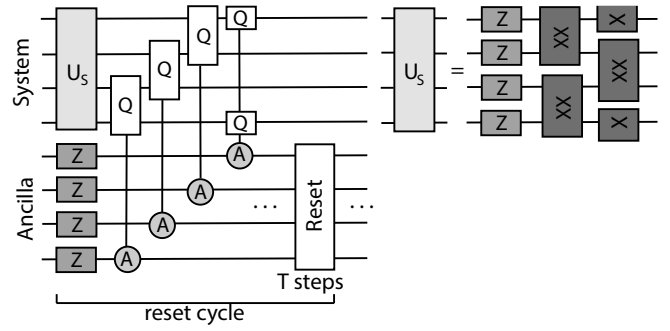 System
Ancilla
U_S
Q
Q
Q
Q
Q
Z
Z
Z
Z
A
A
A
A
...
Reset
...
T steps
reset cycle
U_S
=
Z
Z
Z
Z
XX
XX
X
XX
X